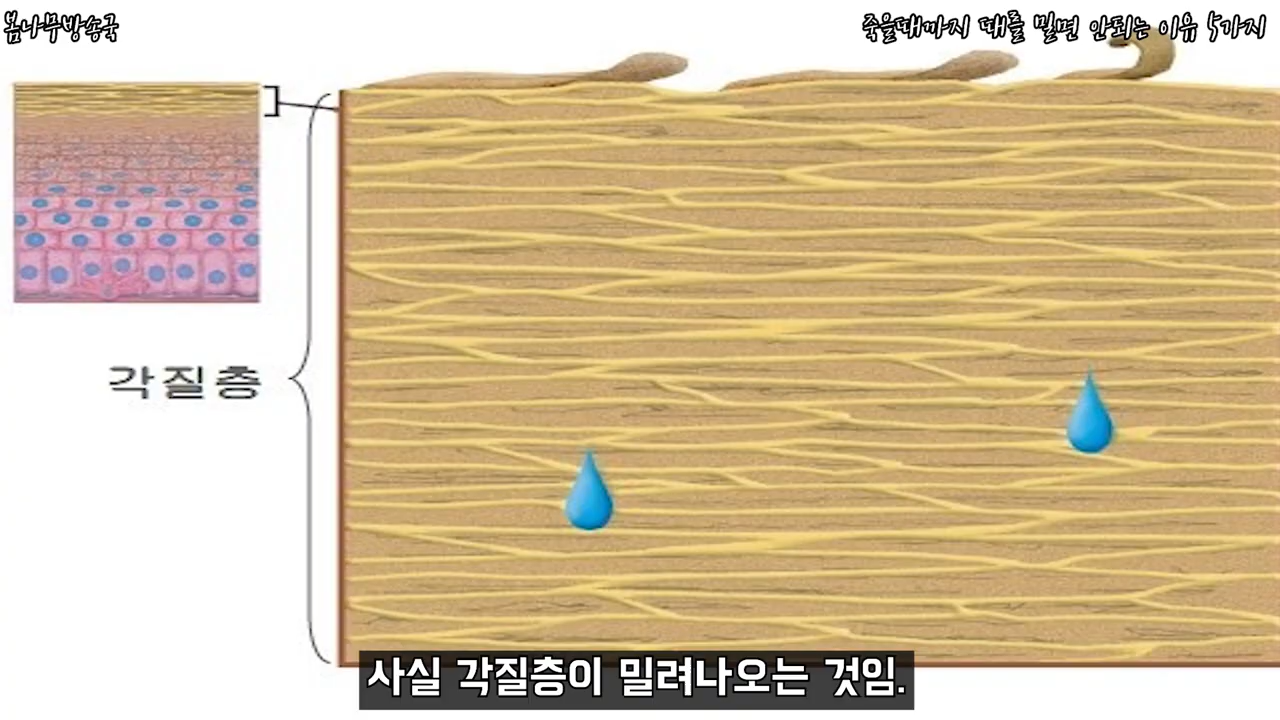 봄나무방송국
죽을때까지 때를 밀면 안되는 이유 5가지
각질층
사실 각질층이 밀려나오는 것임.